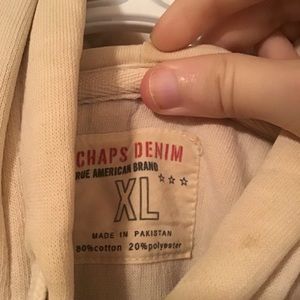 CHAPS DENIM
RUE AMERICAN BRAND
XL ***
MADE IN PAKISTAN
80%cotton 20%polyester